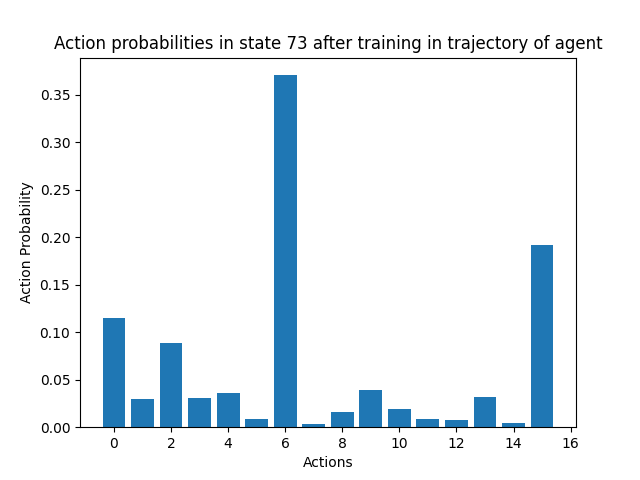 Action probabilities in state 73 after training in trajectory of agent
0.35
0.30
0.25
0.20
0.15
0.10
0.05
0.00
Action Probability
0 2 4 6 8 10 12 14 16
Actions